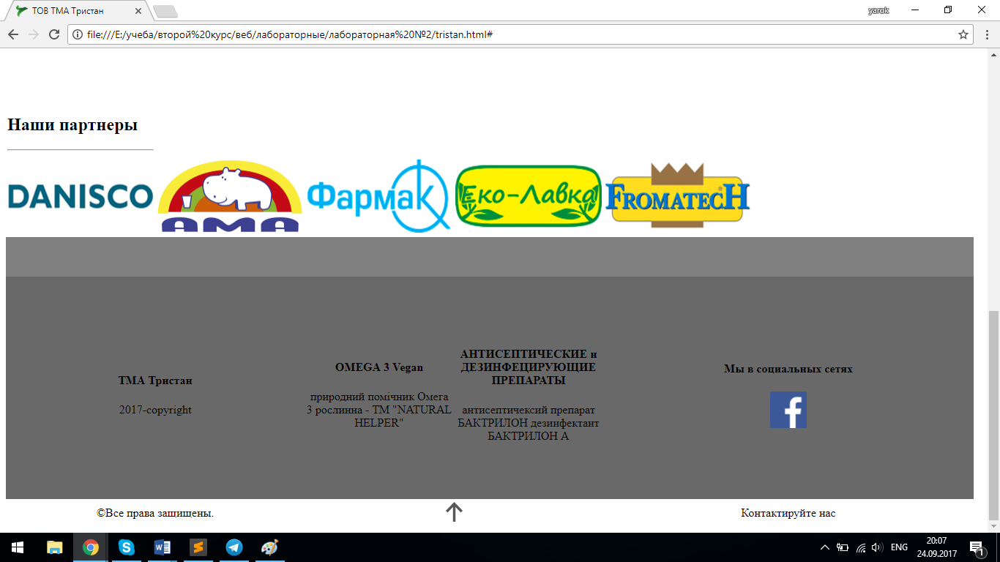 ТОВ ТМА Тристан
yarok
file:///E:/учеба/второй%20курс/веб/лабораторные/лабораторная%20№2/tristan.html#
Наши партнеры
DANISCO
АМА
ФармаК
Еко-Лавка
FROMATECH®
ТМА Тристан
2017-copyright
OMEGA 3 Vegan
природний помічник Омега
3 рослинна - ТМ "NATURAL
HELPER"
АНТИСЕПТИЧЕСКИЕ и
ДЕЗИНФЕЦИРУЮЩИЕ
ПРЕПАРАТЫ
антисептичексий препарат
БАКТРИЛОН дезинфектант
БАКТРИЛОН А
Мы в социальных сетях
f
©Все права защищены.
Контактируйте нас
ENG
20:07
24.09.2017
1